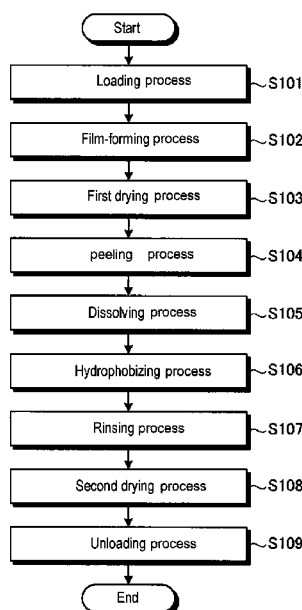 Start
Loading process S101
Film-forming process S102
First drying process S103
peeling process S104
Dissolving process S105
Hydrophobizing process S106
Rinsing process S107
Second drying process S108
Unloading process S109
End